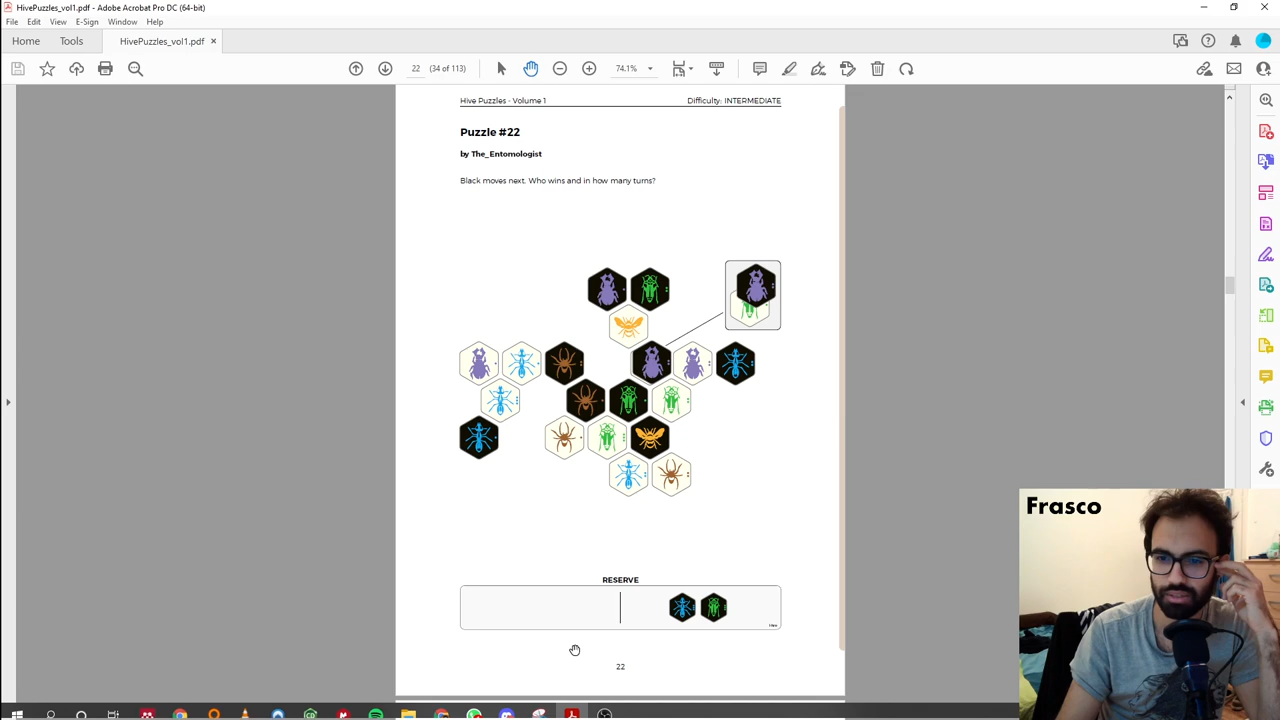 HivePuzzles_vol1.pdf - Adobe Acrobat Pro DC (64-bit)
File Edit View E-Sign Window Help
Home Tools HivePuzzles_vol1.pdf
22 (34 of 113) 74.1%
Hive Puzzles - Volume 1 Difficulty: INTERMEDIATE
Puzzle #22
by The_Entomologist
Black moves next. Who wins and in how many turns?
Frasco
RESERVE
22